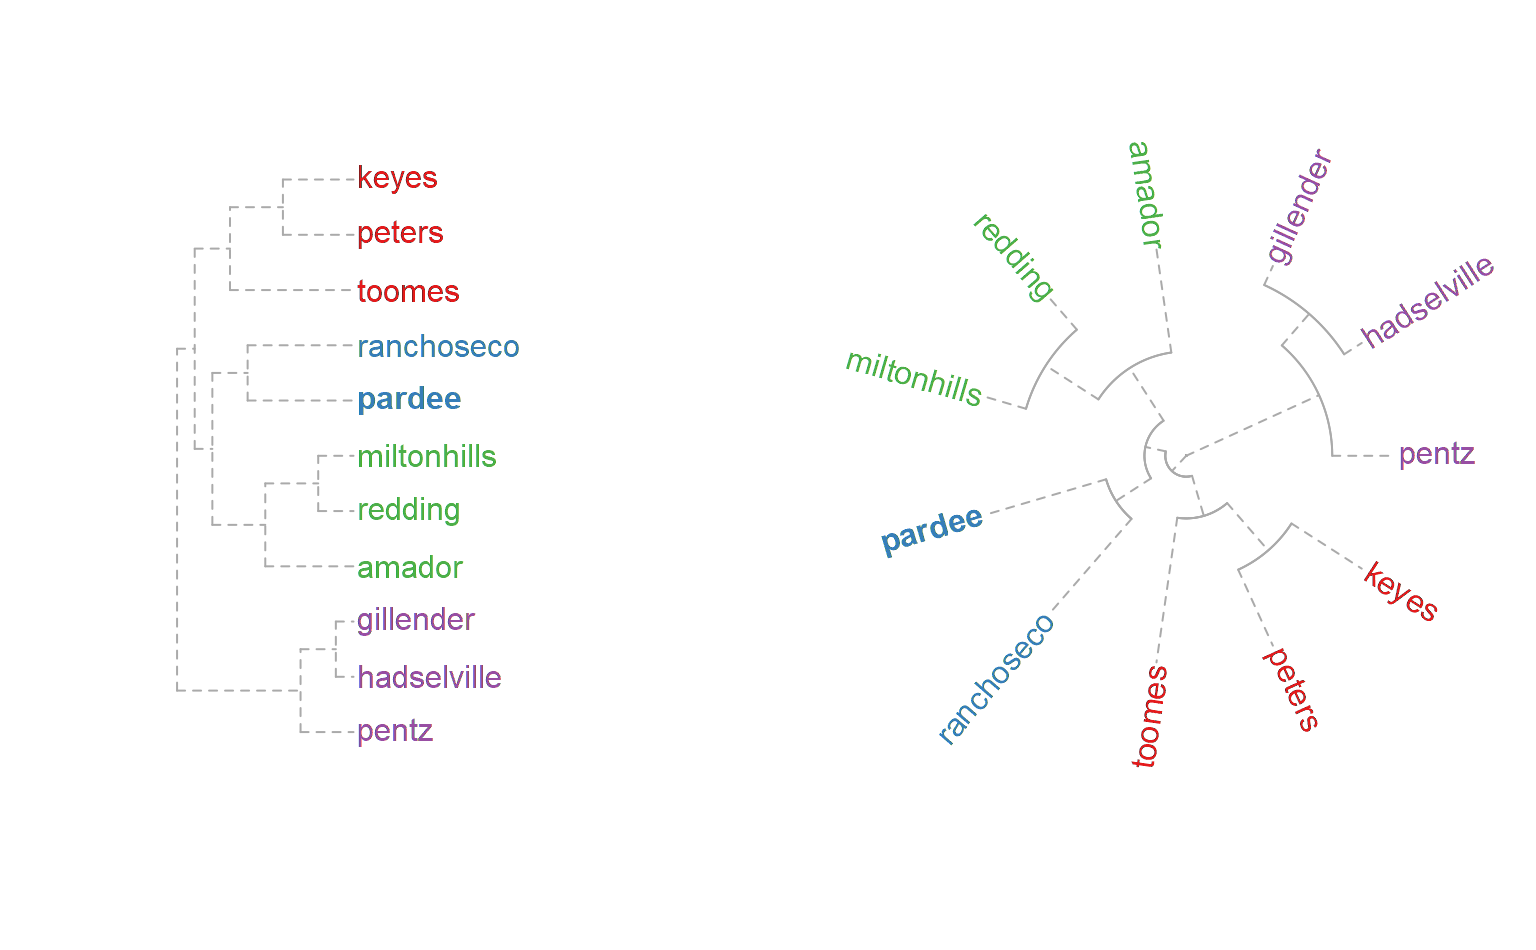 keyes
peters
toomes
ranchoseco
pardee
miltonhills
redding
amador
gillender
hadselville
pentz
amador
gillender
redding
hadselville
miltonhills
pentz
pardee
keyes
ranchoseco
toomes
peters